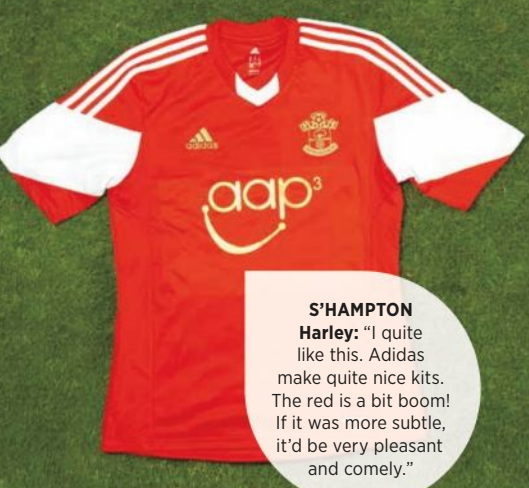 adidas
aap³
S'HAMPTON
Harley: “I quite
like this. Adidas
make quite nice kits.
The red is a bit boom!
If it was more subtle,
it’d be very pleasant
and comely.”